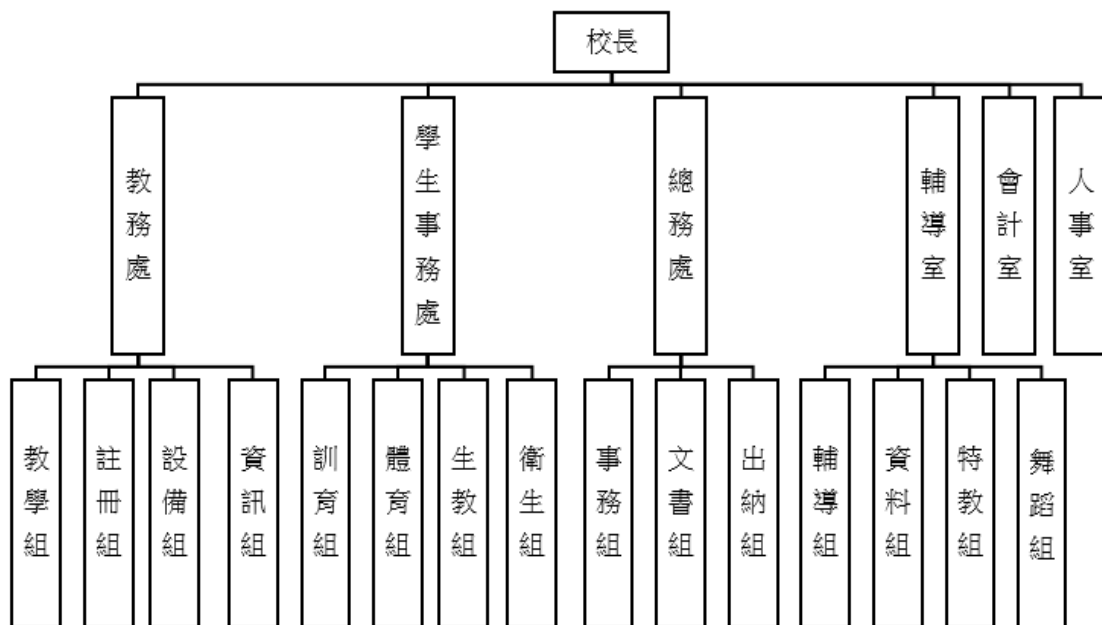 校長
教務處
學生事務處
總務處
輔導室
會計室
人事室
教學組
註冊組
設備組
資訊組
訓育組
體育組
生教組
衛生組
事務組
文書組
出納組
輔導組
資料組
特教組
舞蹈組